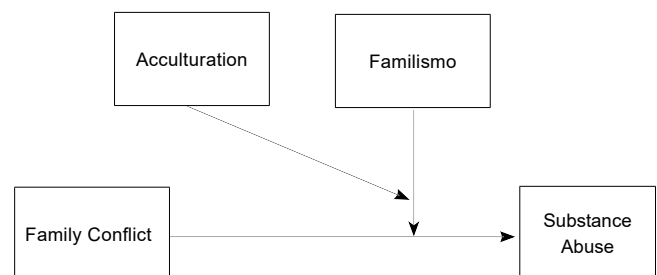 Acculturation
Familismo
Family Conflict
Substance
Abuse